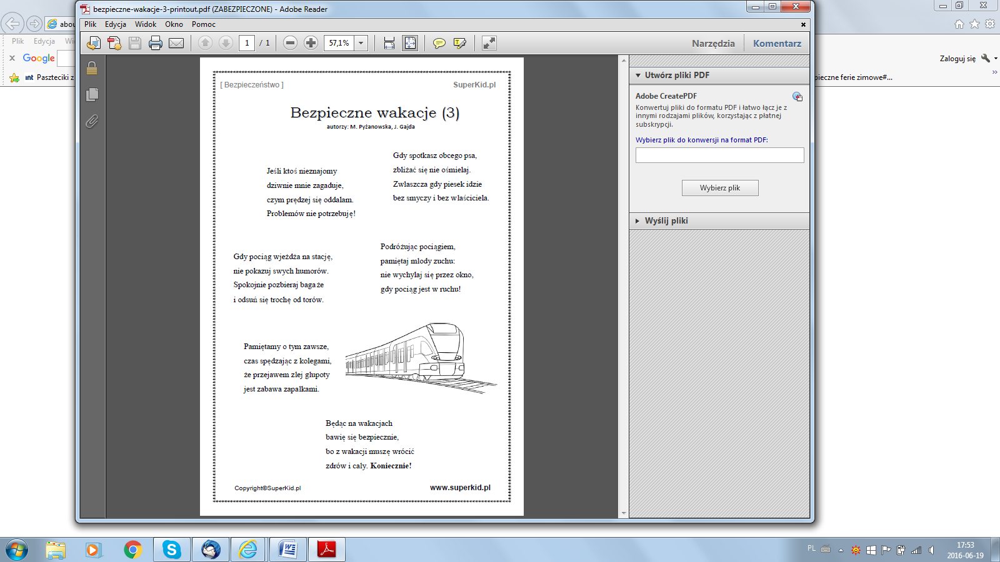 bezpieczne-wakacje-3-printout.pdf (ZABEZPIECZONE) - Adobe Reader
Plik Edycja Widok Okno Pomoc
1 / 1 57,1% Narzędzia Komentarz
abou
Plik Edycja
Google
Zaloguj się
Paszteciki z
pieczne ferie zimowe#...
[ Bezpieczeństwo ] SuperKid.pl
Bezpieczne wakacje (3)
autorzy: M. Pyżanowska, J. Gajda
Jeśli ktoś nieznajomy
dziwnie mnie zagaduje,
czym prędzej się oddalam.
Problemów nie potrzebuję!
Gdy spotkasz obcego psa,
zbliżać się nie ośmielaj.
Zwłaszcza gdy piesek idzie
bez smyczy i bez właściciela.
Gdy pociąg wjeżdża na stację,
nie pokazuj swych humorów.
Spokojnie pozbieraj bagaże
i odsuń się trochę od torów.
Podróżując pociągiem,
pamiętaj młody zuchu:
nie wychylaj się przez okno,
gdy pociąg jest w ruchu!
Pamiętamy o tym zawsze,
czas spędzając z kolegami,
że przejawem złej głupoty
jest zabawa zapałkami.
Będąc na wakacjach
bawię się bezpiecznie,
bo z wakacji muszę wrócić
zdrów i cały. Koniecznie!
Copyright©SuperKid.pl www.superkid.pl
Utwórz pliki PDF
Adobe CreatePDF
Konwertuj pliki do formatu PDF i łatwo łącz je z
innymi rodzajami plików, korzystając z płatnej
subskrypcji.
Wybierz plik do konwersji na format PDF:
Wybierz plik
Wyślij pliki
PL
17:53
2016-06-19